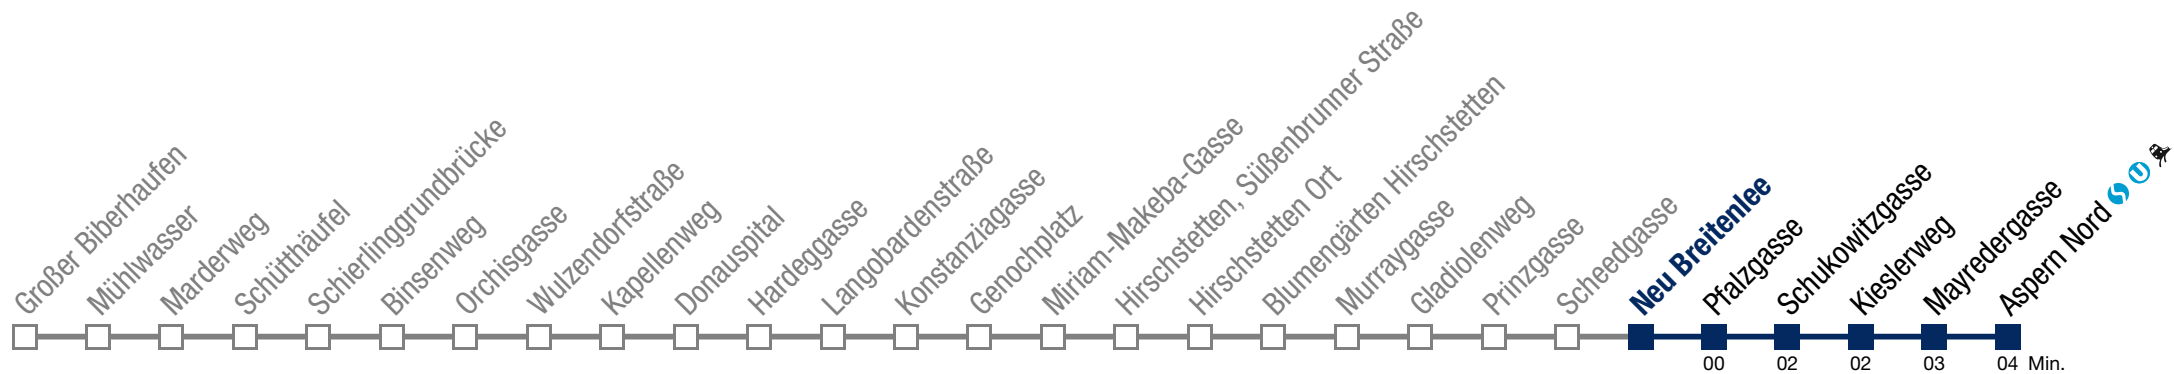 Großer Biberhaufen
Mühlwasser
Marderweg
Schütthäufel
Schierlinggrundbrücke
Binsenweg
Orchisgasse
Wulzendorfstraße
Kapellenweg
Donauspital
Hardeggasse
Langobardenstraße
Konstanziagasse
Genochplatz
Miriam-Makeba-Gasse
Hirschstetten, Süßenbrunner Straße
Hirschstetten Ort
Blumengärten Hirschstetten
Murraygasse
Gladiolenweg
Prinzgasse
Scheedgasse
Neu Breitenlee
Pfalzgasse
Schukowitzgasse
Kieslerweg
Mayredergasse
Aspern Nord S U
00 02 02 03 04 Min.